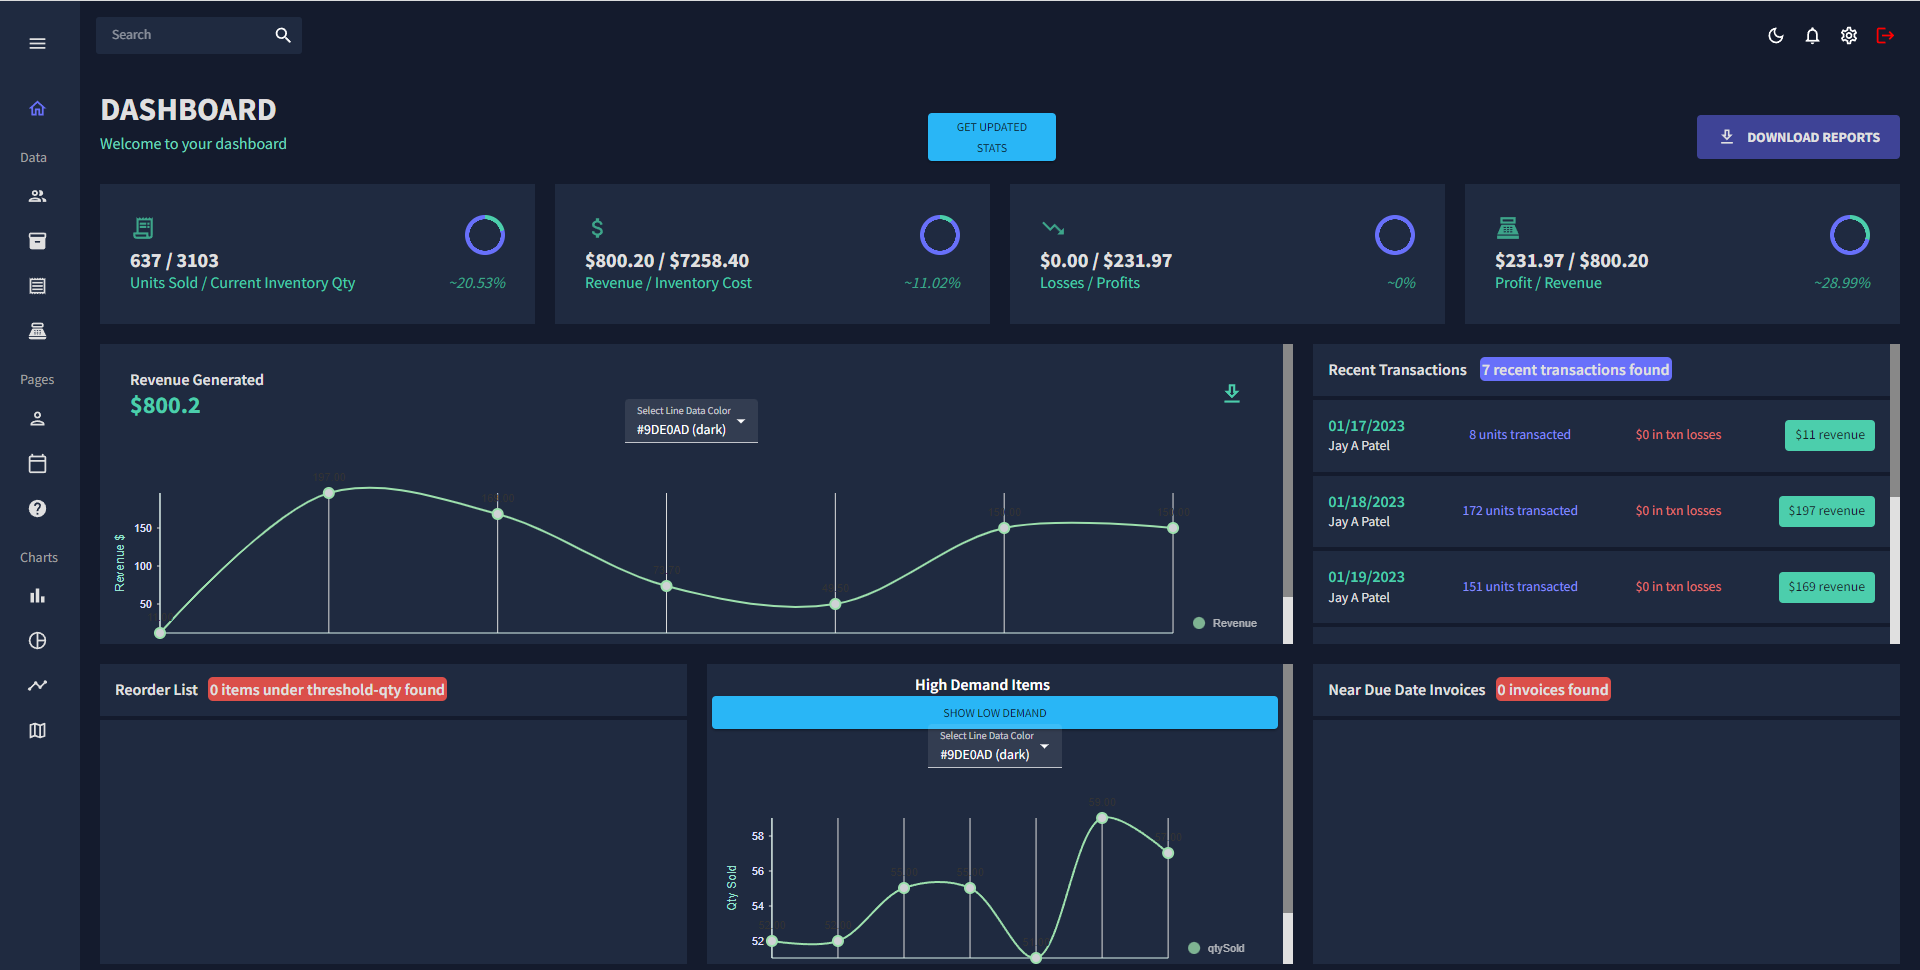 Search
DASHBOARD
Welcome to your dashboard
GET UPDATED
STATS
DOWNLOAD REPORTS
Data
Pages
Charts
637 / 3103
Units Sold / Current Inventory Qty
~20.53%
$800.20 / $7258.40
Revenue / Inventory Cost
~11.02%
$0.00 / $231.97
Losses / Profits
~0%
$231.97 / $800.20
Profit / Revenue
~28.99%
Revenue Generated
$800.2
Select Line Data Color
#9DE0AD (dark)
197.00
Revenue $
150
100
50
Revenue
Recent Transactions
7 recent transactions found
01/17/2023
Jay A Patel
8 units transacted
$0 in txn losses
$11 revenue
01/18/2023
Jay A Patel
172 units transacted
$0 in txn losses
$197 revenue
01/19/2023
Jay A Patel
151 units transacted
$0 in txn losses
$169 revenue
Reorder List
0 items under threshold-qty found
High Demand Items
SHOW LOW DEMAND
Select Line Data Color
#9DE0AD (dark)
59.00
Qty Sold
58
56
54
52
qtySold
Near Due Date Invoices
0 invoices found